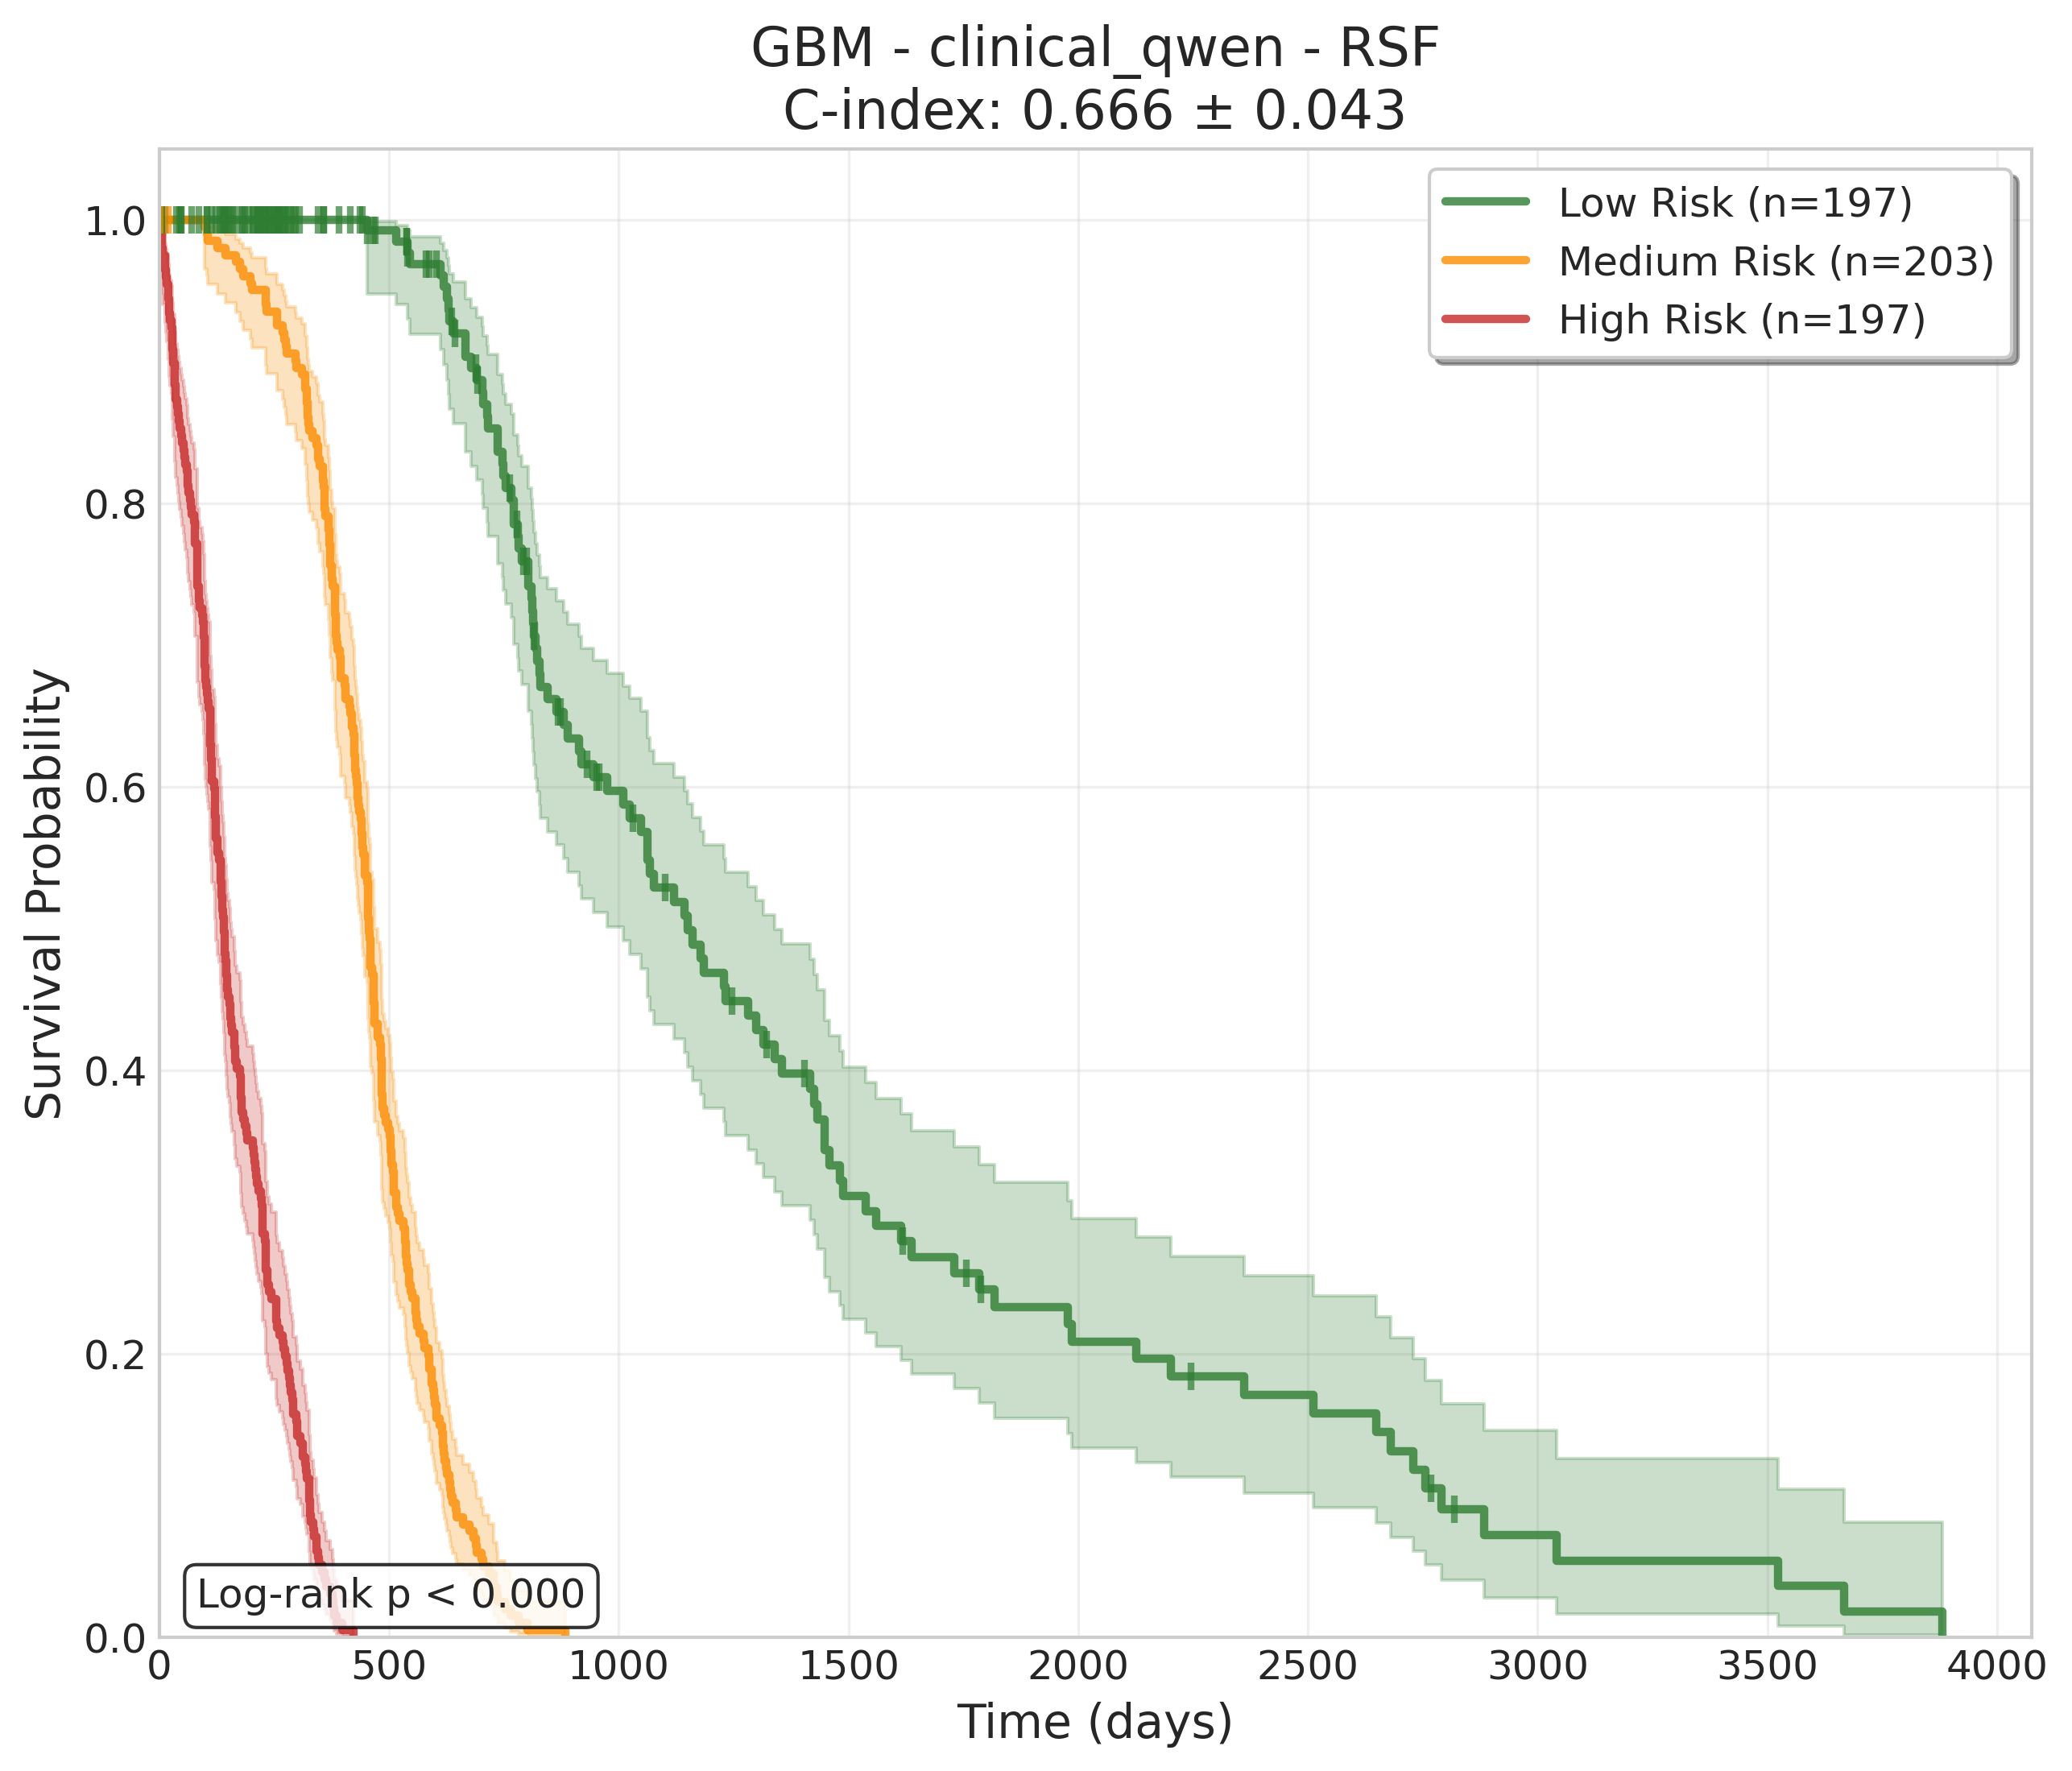 GBM - clinical_qwen - RSF
C-index: 0.666 ± 0.043
Low Risk (n=197)
Medium Risk (n=203)
High Risk (n=197)
Survival Probability
1.0
0.8
0.6
0.4
0.2
0.0
Log-rank p < 0.000
0 500 1000 1500 2000 2500 3000 3500 4000
Time (days)